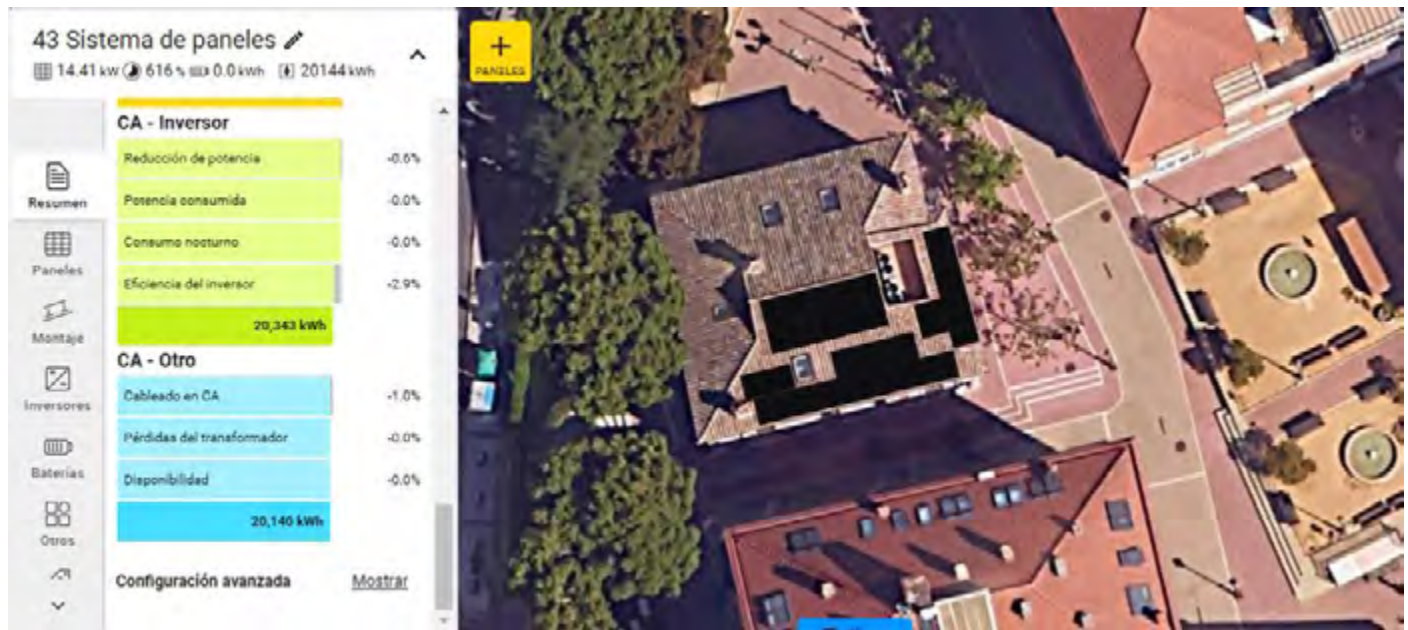 43 Sistema de paneles
14.41 kw 616 % 0.0 kwh 20144 kwh
+
PANELES
CA - Inversor
Reducción de potencia -0.6%
Potencia consumida -0.0%
Consumo nocturno -0.0%
Eficiencia del inversor -2.9%
20,343 kWh
CA - Otro
Cableado en CA -1.0%
Pérdidas del transformador -0.0%
Disponibilidad -0.0%
20,140 kWh
Configuración avanzada Mostrar
Resumen
Paneles
Montaje
Inversores
Baterías
Otros